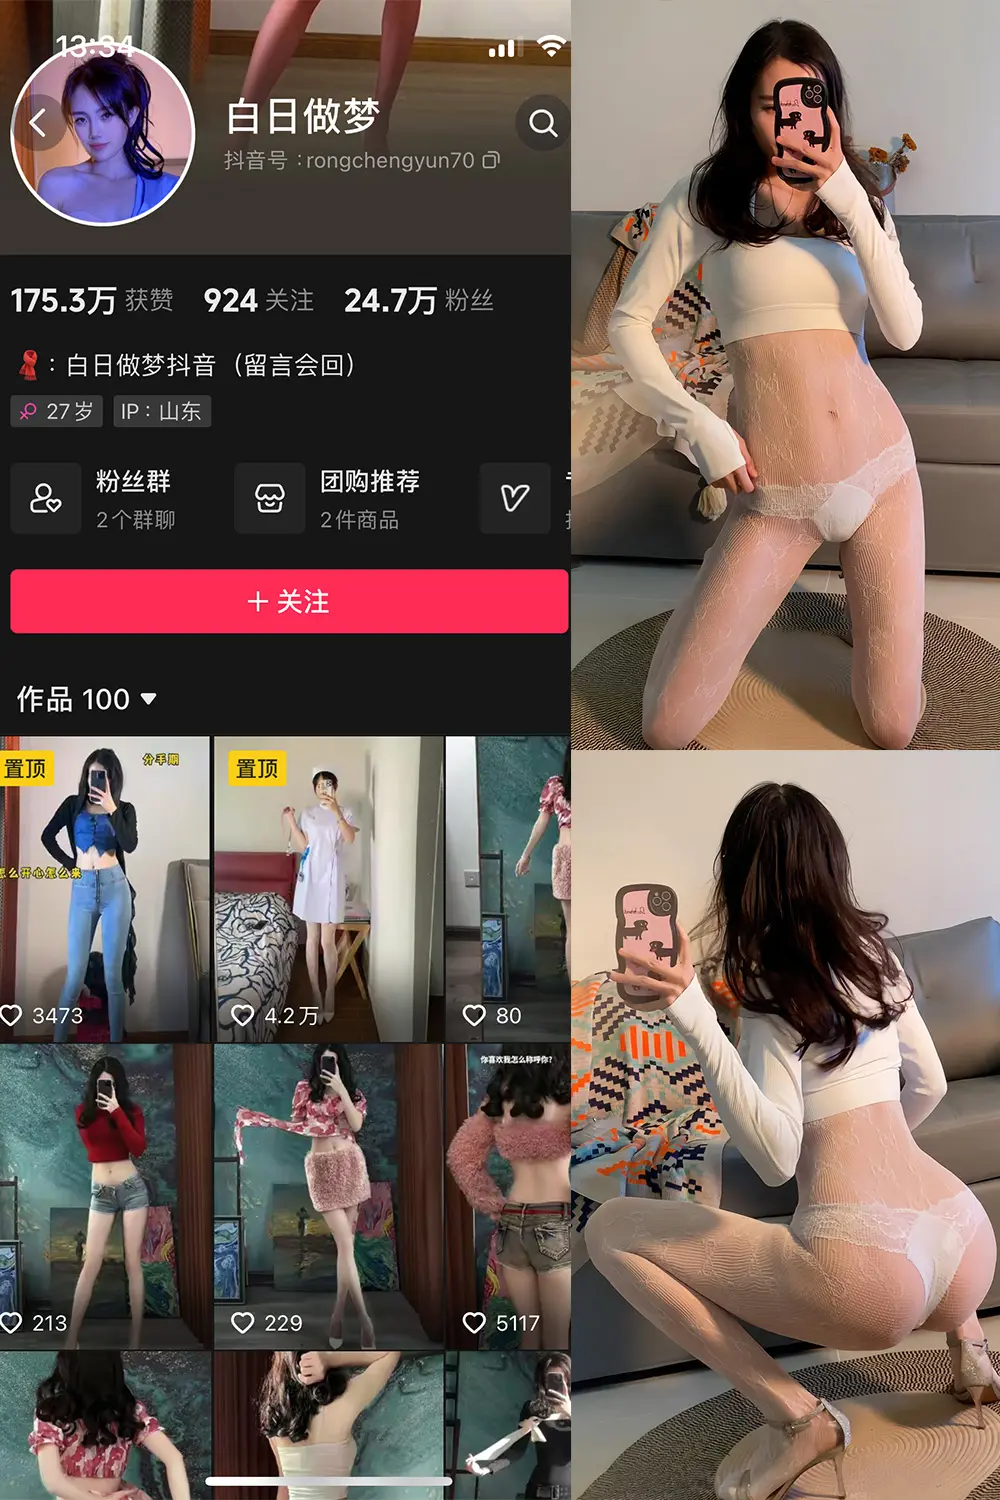 13:34
白日做梦
抖音号：rongchengyun70
175.3万 获赞 924 关注 24.7万 粉丝
：白日做梦抖音（留言会回）
27岁 IP：山东
粉丝群
2个群聊
团购推荐
2件商品
＋关注
作品 100
置顶
分手期
怎么开心怎么来
3473
置顶
4.2万
80
213
229
你喜欢我怎么称呼你?
5117